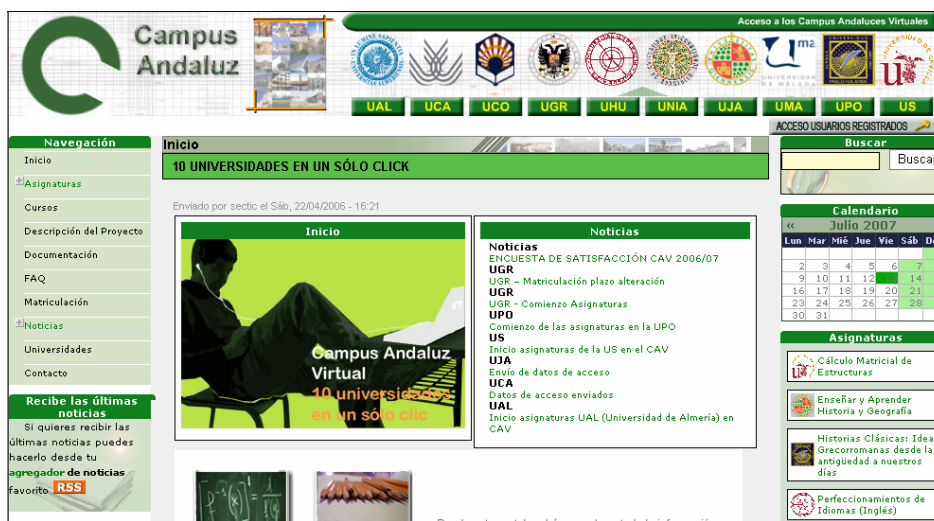 Campus
Andaluz
Acceso a los Campus Andaluces Virtuales
UAL UCA UCO UGR UHU UNIA UJA UMA UPO US
ACCESO USUARIOS REGISTRADOS
Navegación
Inicio
Asignaturas
Cursos
Descripción del Proyecto
Documentación
FAQ
Matriculación
Noticias
Universidades
Contacto
Recibe las últimas
noticias
Si quieres recibir las
últimas noticias puedes
hacerlo desde tu
agregador de noticias
favorito RSS
Inicio
10 UNIVERSIDADES EN UN SÓLO CLICK
Enviado por sectic el Sáb, 22/04/2006 - 16:21
Inicio
Campus Andaluz
Virtual
10 universidades
en un sólo clic
Noticias
Noticias
ENCUESTA DE SATISFACCIÓN CAV 2006/07
UGR
UGR – Matriculación plazo alteración
UGR
UGR - Comienzo Asignaturas
UPO
Comienzo de las asignaturas en la UPO
US
Inicio asignaturas de la US en el CAV
UJA
Envío de datos de acceso
UCA
Datos de acceso enviados
UAL
Inicio asignaturas UAL (Universidad de Almería) en
CAV
Buscar
Busca
Calendario
« Julio 2007
Lun Mar Mié Jue Vie Sáb
2 3 4 5 6 7
9 10 11 12 13 14
16 17 18 19 20 21
23 24 25 26 27 28
30 31
Asignaturas
Cálculo Matricial de
Estructuras
Enseñar y Aprender
Historia y Geografía
Historias Clásicas: Idea
Grecorromanas desde la
antigüedad a nuestros
días
Perfeccionamientos de
Idiomas (Inglés)